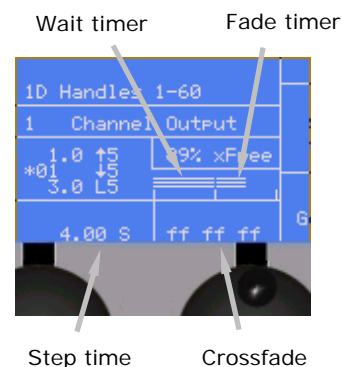 Wait timer
Fade timer
1D Handles 1-60
1 Channel Output
1.0 ↑5
*01 ↓5
3.0 L5
99% xFree
4.00 S
ff ff ff
G
Step time
Crossfade